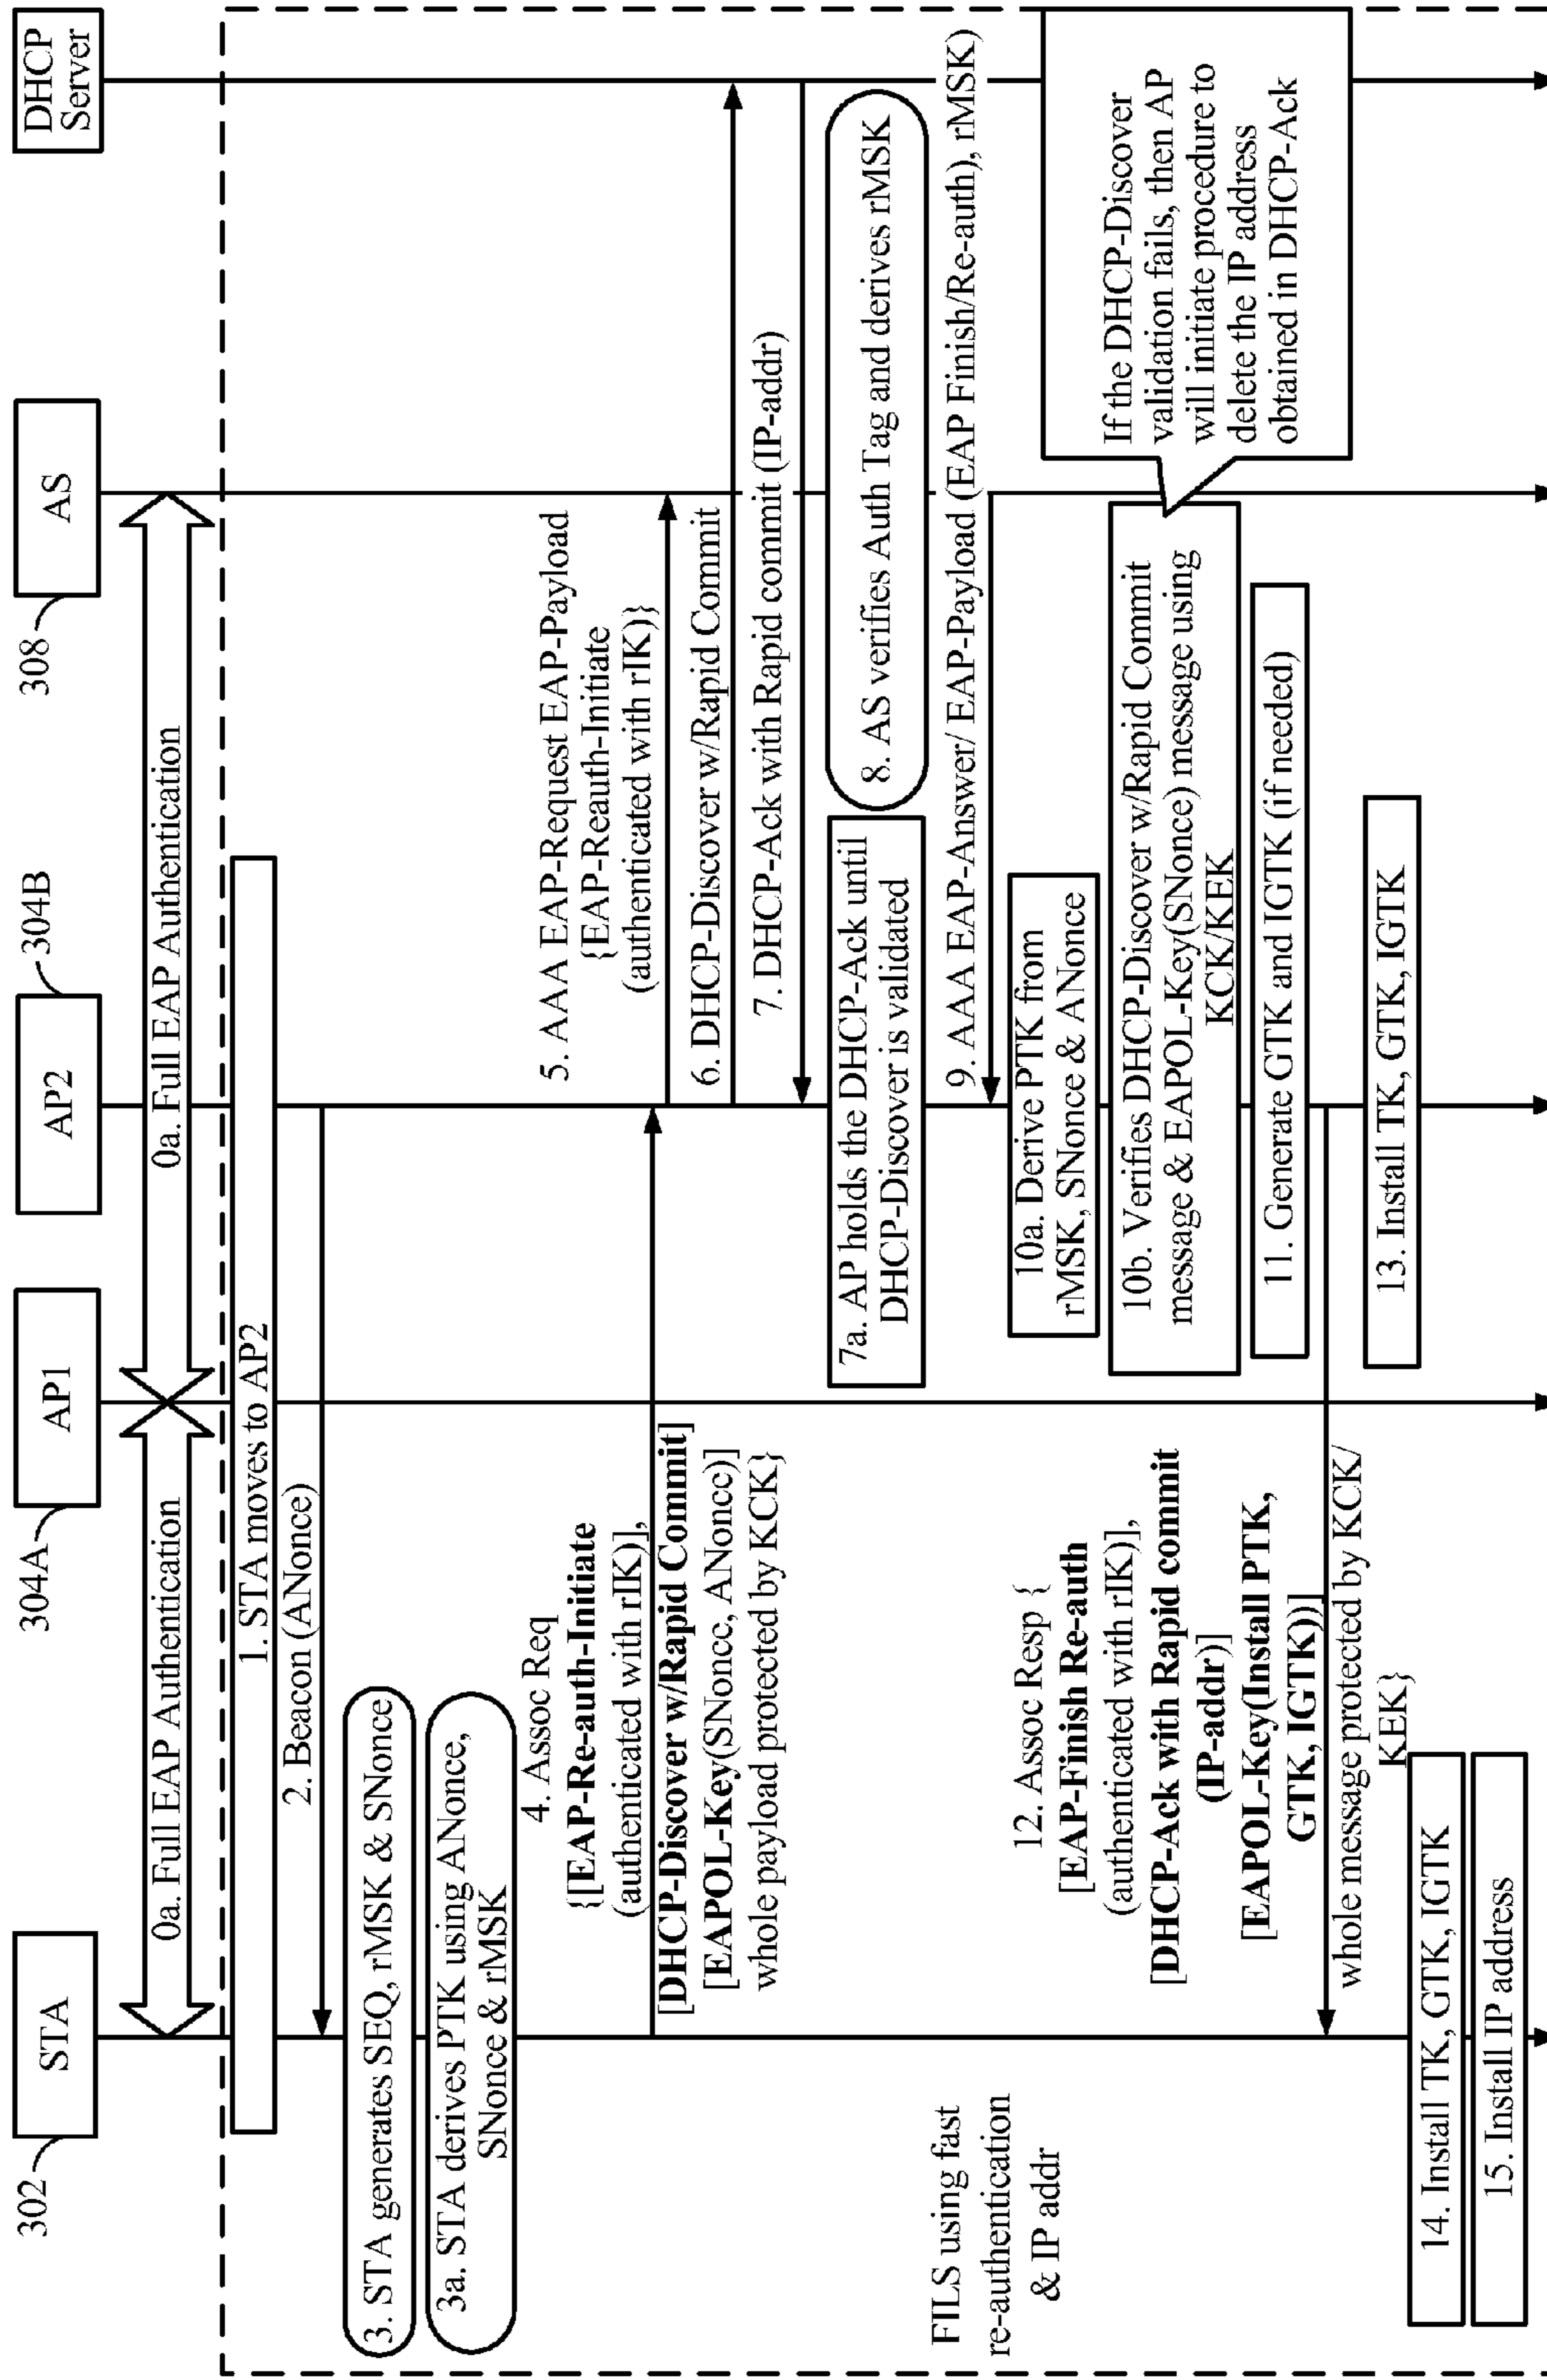 STA
AP1
AP2
AS
DHCP
Server
302
304A
304B
308
0a. Full EAP Authentication
0a. Full EAP Authentication
1. STA moves to AP2
2. Beacon (ANonce)
3. STA generates SEQ, rMSK & SNonce
3a. STA derives PTK using ANonce,
SNonce & rMSK
4. Assoc Req
{[EAP-Re-auth-Initiate
(authenticated with rIK)],
[DHCP-Discover w/Rapid Commit]
[EAPOL-Key(SNoncc, ANoncc)]
whole payload protected by KCK}
5. AAA EAP-Request EAP-Payload
{EAP-Reauth-Initiate
(authenticated with rIK)}
6. DHCP-Discover w/Rapid Commit
7. DHCP-Ack with Rapid commit (IP-addr)
7a. AP holds the DHCP-Ack until
DHCP-Discover is validated
8. AS verifies Auth Tag and derives rMSK
9. AAA EAP-Answer/ EAP-Payload (EAP Finish/Re-auth), rMSK)
10a. Derive PTK from
rMSK, SNonce & ANonce
10b. Verifies DHCP-Discover w/Rapid Commit
message & EAPOL-Key(SNonce) message using
KCK/KEK
If the DHCP-Discover
validation fails, then AP
will initiate procedure to
delete the IP address
obtained in DHCP-Ack
11. Generate GTK and IGTK (if needed)
12. Assoc Resp {
[EAP-Finish Re-auth
(authenticated with rIK)],
[DHCP-Ack with Rapid commit
(IP-addr)]
[EAPOL-Key(Install PTK,
GTK, IGTK))]
whole message protected by KCK/
KEK}
13. Install TK, GTK, IGTK
14. Install TK, GTK, IGTK
15. Install IP address
FILS using fast
re-authentication
& IP addr